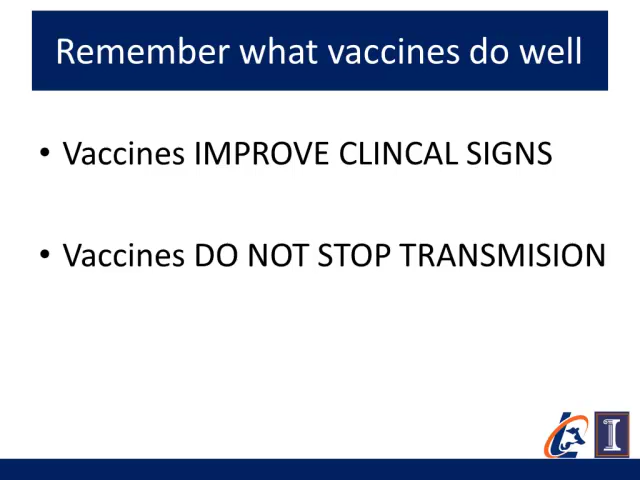 Remember what vaccines do well
• Vaccines IMPROVE CLINCAL SIGNS
• Vaccines DO NOT STOP TRANSMISION